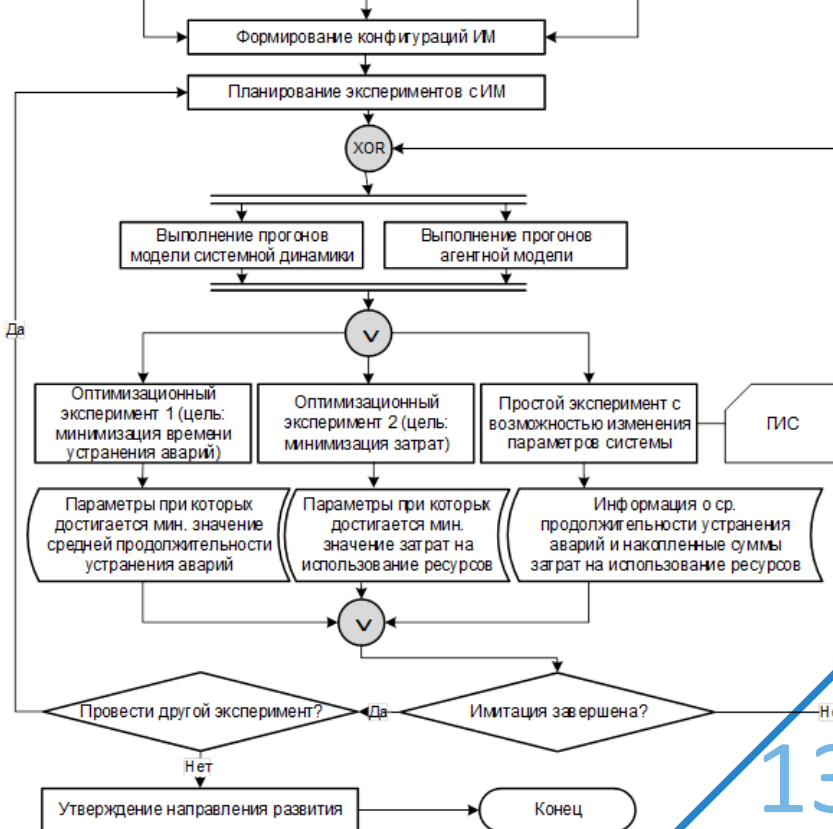 Формирование конфигураций ИМ
Планирование экспериментов с ИМ
XOR
Выполнение прогонов
модели системной динамики
Выполнение прогонов
агентной модели
V
Да
Оптимизационный
эксперимент 1 (цель:
минимизация времени
устранения аварий)
Оптимизационный
эксперимент 2 (цель:
минимизация затрат)
Простой эксперимент с
возможностью изменения
параметров системы
ГИС
Параметры при которых
достигается мин. значение
средней продолжительности
устранения аварий
Параметры при которых
достигается мин.
значение затрат на
использование ресурсов
Информация о ср.
продолжительности устранения
аварий и накопленные суммы
затрат на использование ресурсов
V
Провести другой эксперимент?
Да
Имитация завершена?
Нет
Утверждение направления развития
Конец